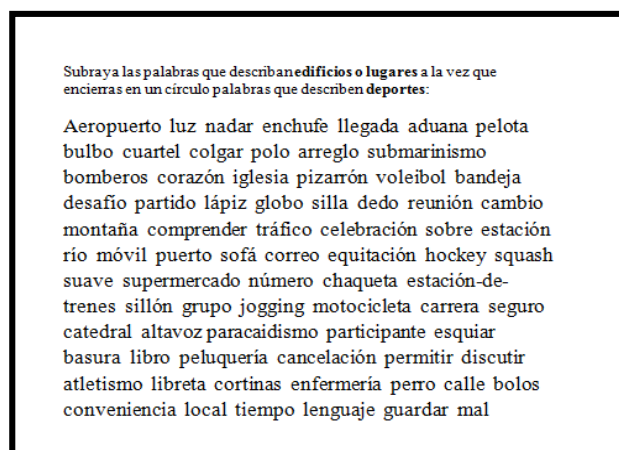 Subraya las palabras que describan edificios o lugares a la vez que
encierras en un círculo palabras que describen deportes:
Aeropuerto luz nadar enchufe llegada aduana pelota
bulbo cuartel colgar polo arreglo submarinismo
bomberos corazón iglesia pizarrón voleibol bandeja
desafío partido lápiz globo silla dedo reunión cambio
montaña comprender tráfico celebración sobre estación
río móvil puerto sofá correo equitación hockey squash
suave supermercado número chaqueta estación-de-
trenes sillón grupo jogging motocicleta carrera seguro
catedral altavoz paracaidismo participante esquiar
basura libro peluquería cancelación permitir discutir
atletismo libreta cortinas enfermería perro calle bolos
conveniencia local tiempo lenguaje guardar mal